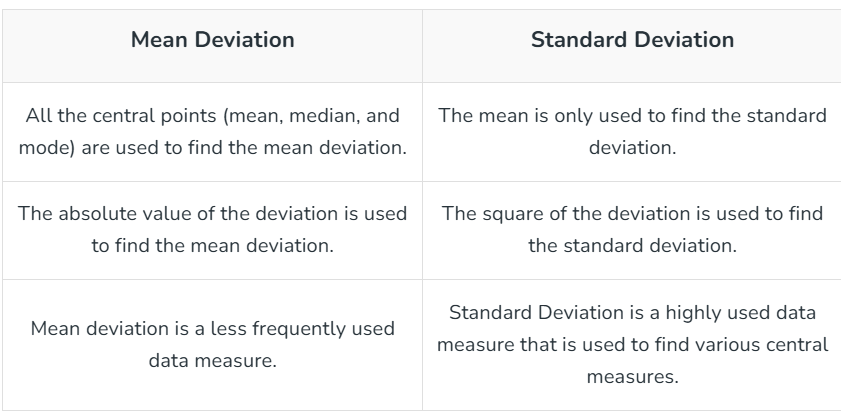 Mean Deviation
Standard Deviation
All the central points (mean, median, and
mode) are used to find the mean deviation.
The mean is only used to find the standard
deviation.
The absolute value of the deviation is used
to find the mean deviation.
The square of the deviation is used to find
the standard deviation.
Mean deviation is a less frequently used
data measure.
Standard Deviation is a highly used data
measure that is used to find various central
measures.